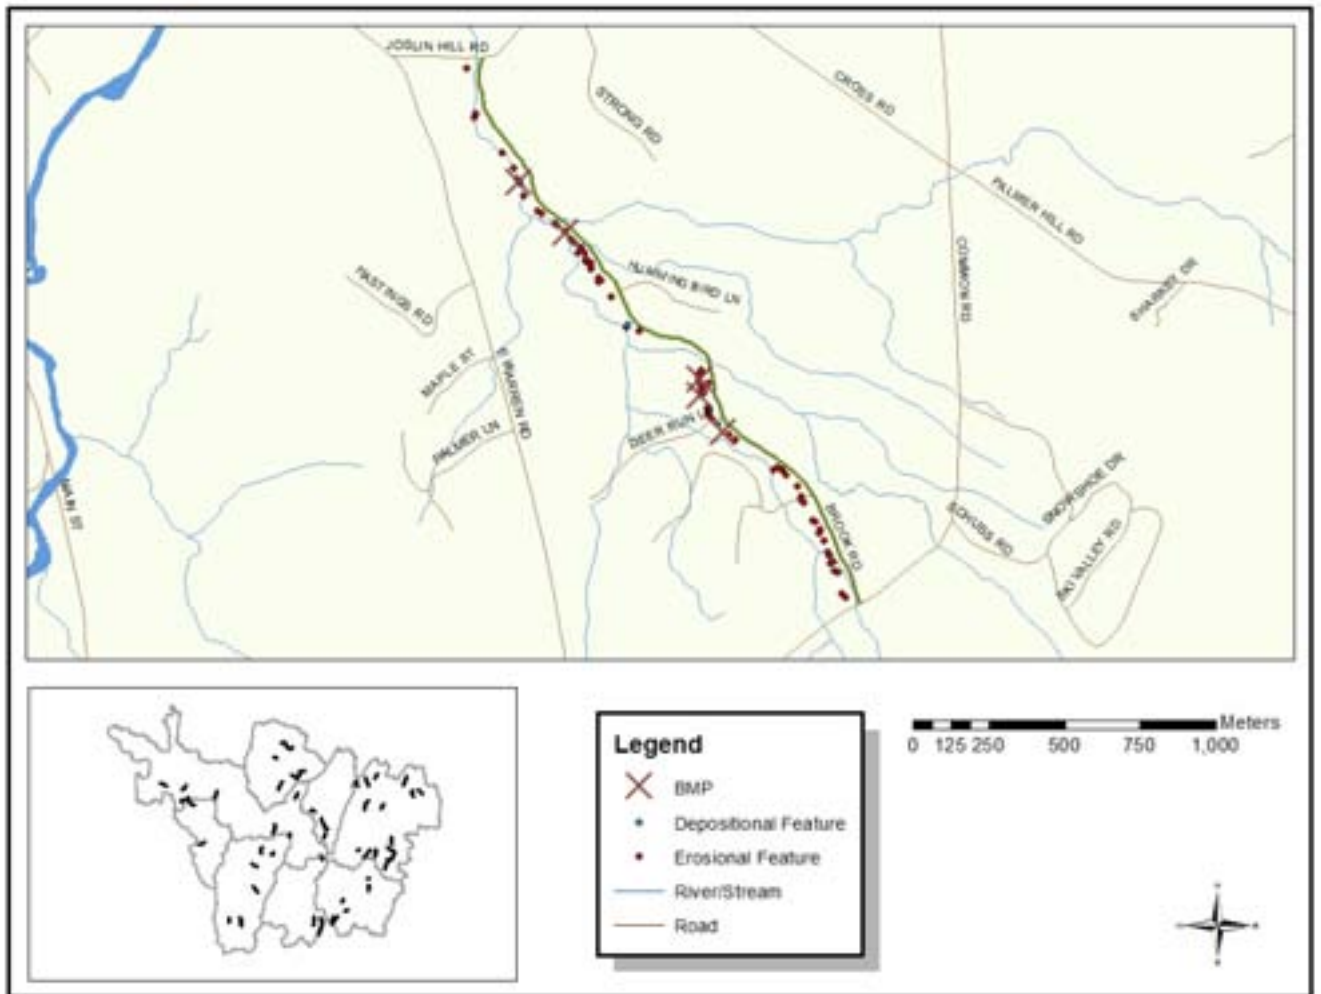 JOSLIN HILL RD
STRONG RD
CROSS RD
PALMER HILL RD
COMMON RD
SHARKEY DR
HUMMING BIRD LN
HASTINGS RD
MAPLE ST
E WARREN RD
PALMER LN
DEER RUN
MAIN ST
BROOK RD
SCHUSS RD
SNOWSHOE DR
SKI VALLEY RD
Legend
BMP
Depositional Feature
Erosional Feature
River/Stream
Road
Meters
0 125 250 500 750 1,000